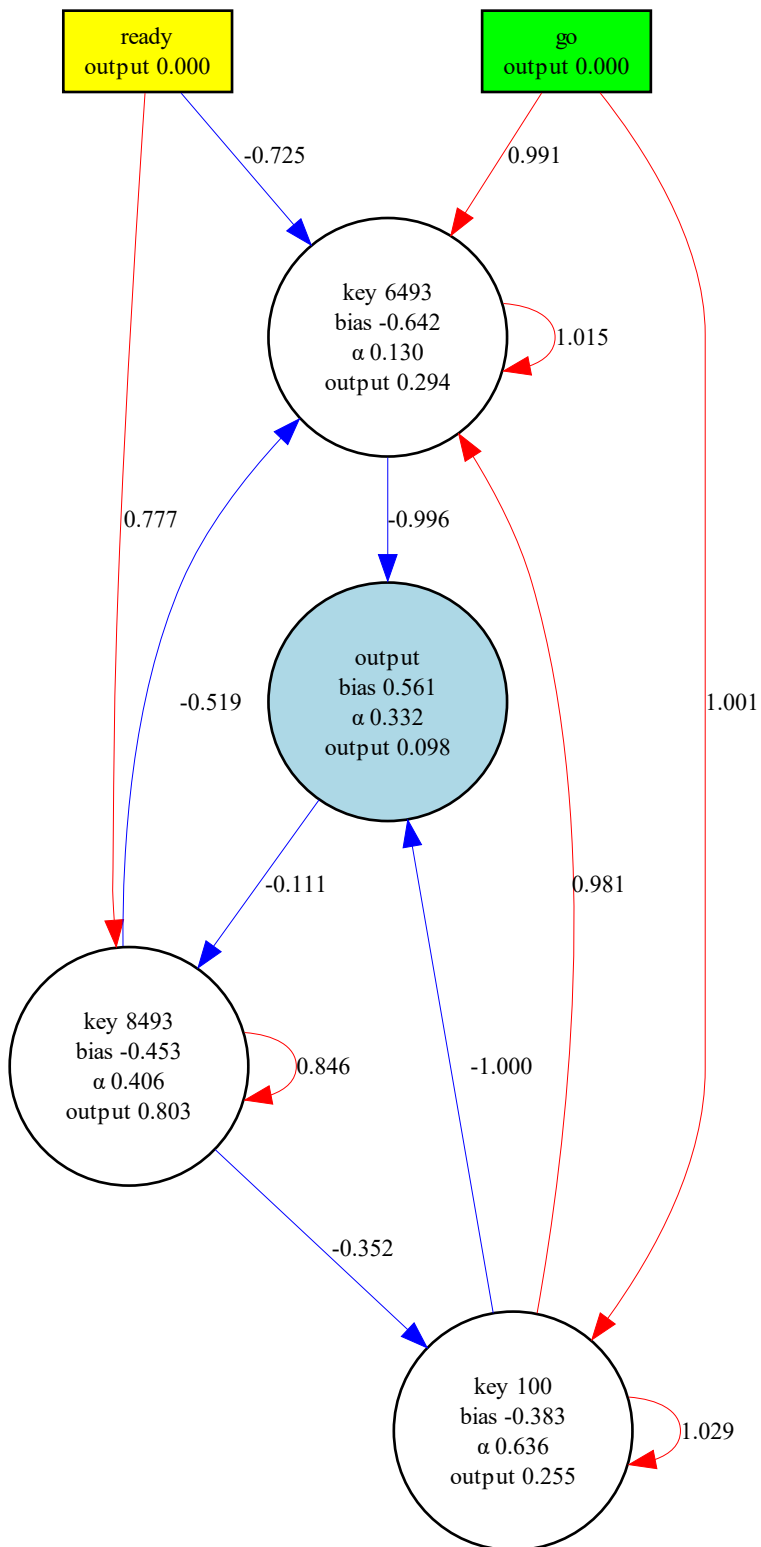 ready
output 0.000
go
output 0.000
-0.725
0.991
key 6493
bias -0.642
α 0.130
output 0.294
1.015
0.777
-0.996
output
bias 0.561
α 0.332
output 0.098
-0.519
1.001
-0.111
0.981
key 8493
bias -0.453
α 0.406
output 0.803
0.846
-1.000
-0.352
key 100
bias -0.383
α 0.636
output 0.255
1.029